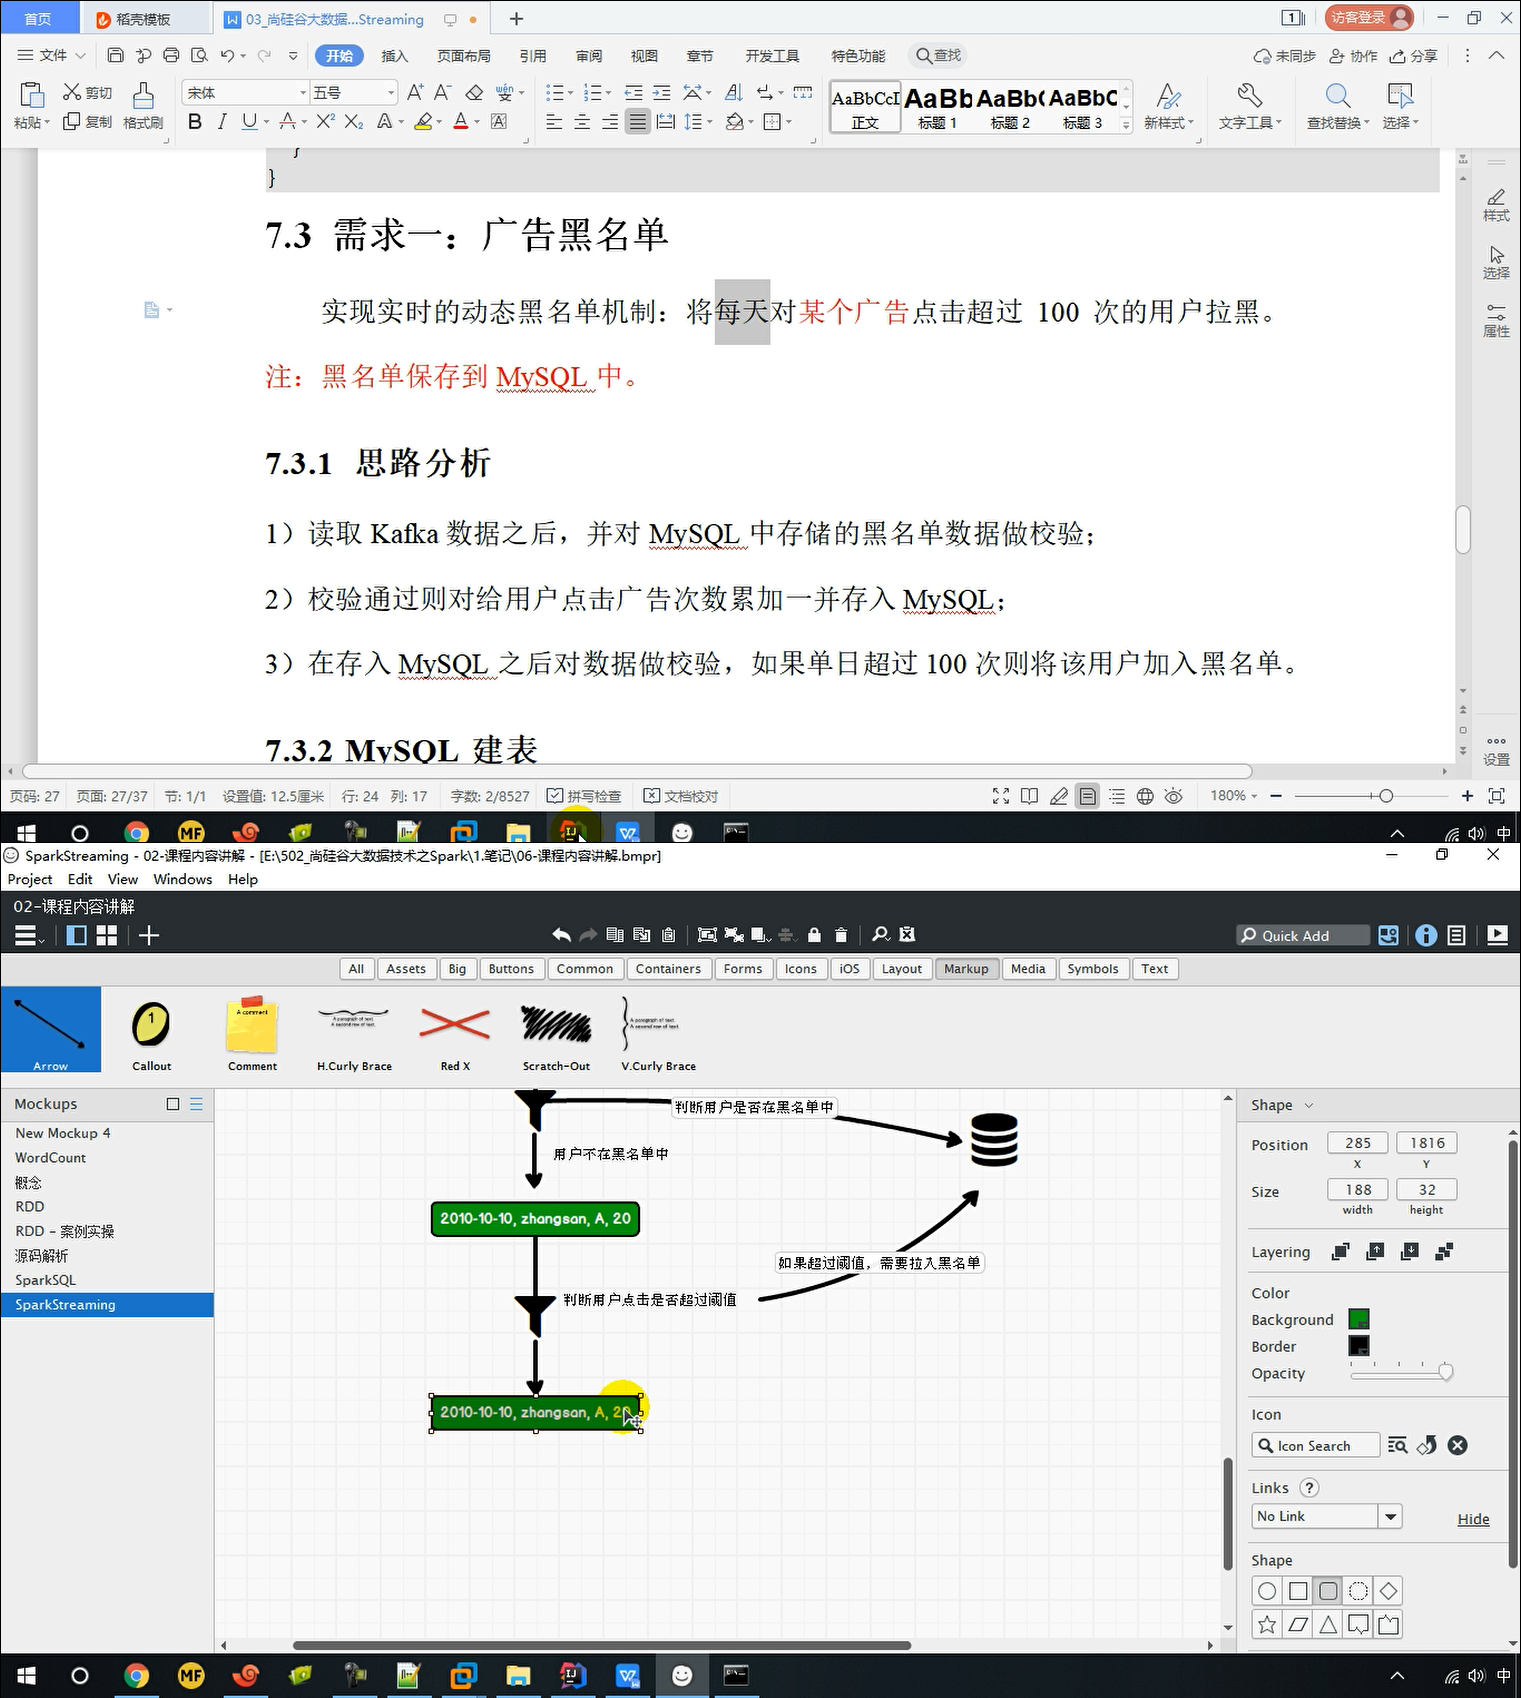 首页 稻壳模板 03_尚硅谷大数据...Streaming 1 访客登录
文件 开始 插入 页面布局 引用 审阅 视图 章节 开发工具 特色功能 查找 未同步 协作 分享
粘贴 剪切 复制 格式刷 宋体 五号 AaBbCcI 正文 AaBb 标题 1 AaBb( 标题 2 AaBbC 标题 3 新样式 文字工具 查找替换 选择
}
}
7.3 需求一：广告黑名单
实现实时的动态黑名单机制：将每天对某个广告点击超过 100 次的用户拉黑。
注：黑名单保存到 MySQL 中。
7.3.1 思路分析
1）读取 Kafka 数据之后，并对 MySQL 中存储的黑名单数据做校验；
2）校验通过则对给用户点击广告次数累加一并存入 MySQL；
3）在存入 MySQL 之后对数据做校验，如果单日超过 100 次则将该用户加入黑名单。
7.3.2 MySQL 建表
样式
选择
属性
设置
页码: 27 页面: 27/37 节: 1/1 设置值: 12.5厘米 行: 24 列: 17 字数: 2/8527 拼写检查 文档校对 180%
中
SparkStreaming - 02-课程内容讲解 - [E:\502_尚硅谷大数据技术之Spark\1.笔记\06-课程内容讲解.bmpr]
Project Edit View Windows Help
02-课程内容讲解
Quick Add
All Assets Big Buttons Common Containers Forms Icons iOS Layout Markup Media Symbols Text
Arrow Callout Comment H.Curly Brace Red X Scratch-Out V.Curly Brace
Mockups
New Mockup 4
WordCount
概念
RDD
RDD - 案例实操
源码解析
SparkSQL
SparkStreaming
判断用户是否在黑名单中
用户不在黑名单中
2010-10-10, zhangsan, A, 20
如果超过阈值，需要拉入黑名单
判断用户点击是否超过阈值
2010-10-10, zhangsan, A, 20
Shape
Position 285 1816
X Y
Size 188 32
width height
Layering
Color
Background
Border
Opacity
Icon
Icon Search
Links ?
No Link Hide
Shape
MF
中